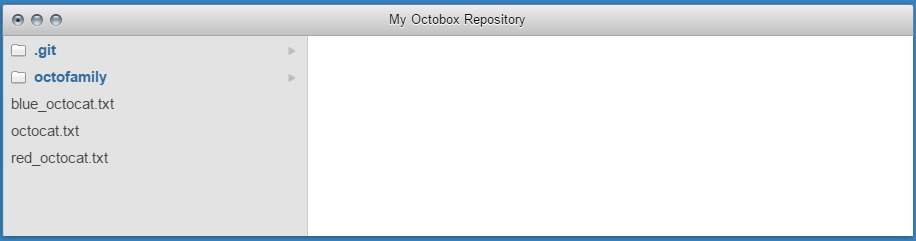 My Octobox Repository
.git
octofamily
blue_octocat.txt
octocat.txt
red_octocat.txt